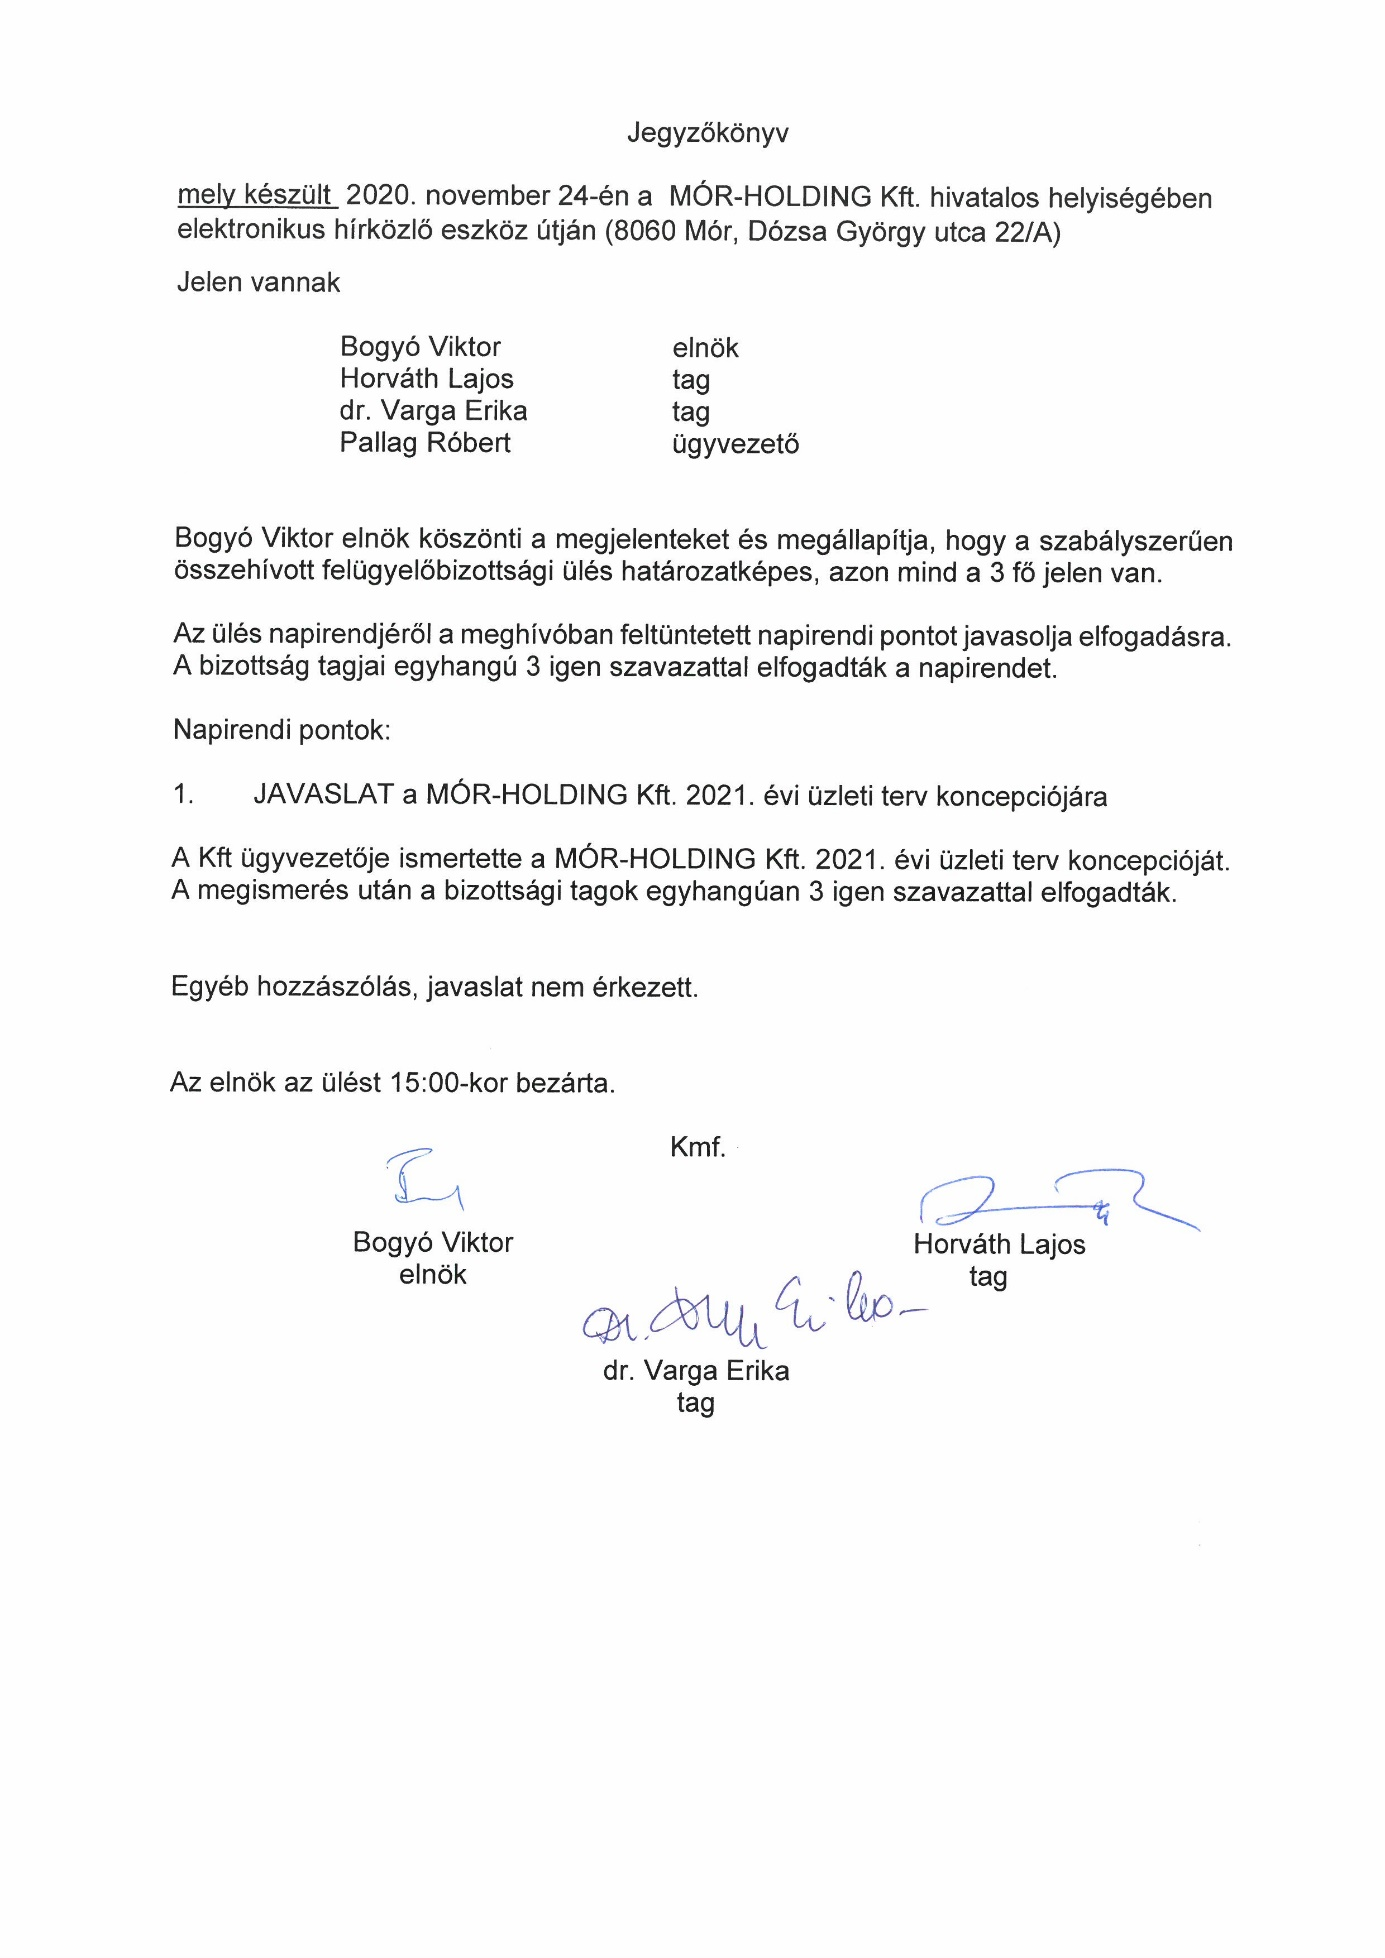 Jegyzőkönyv
mely készült 2020. november 24-én a MÓR-HOLDING Kft. hivatalos helyiségében
elektronikus hírközlő eszköz útján (8060 Mór, Dózsa György utca 22/A)
Jelen vannak
Bogyó Viktor elnök
Horváth Lajos tag
dr. Varga Erika tag
Pallag Róbert ügyvezető
Bogyó Viktor elnök köszönti a megjelenteket és megállapítja, hogy a szabályszerűen
összehívott felügyelőbizottsági ülés határozatképes, azon mind a 3 fő jelen van.
Az ülés napirendjéről a meghívóban feltüntetett napirendi pontot javasolja elfogadásra.
A bizottság tagjai egyhangú 3 igen szavazattal elfogadták a napirendet.
Napirendi pontok:
1. JAVASLAT a MÓR-HOLDING Kft. 2021. évi üzleti terv koncepciójára
A Kft ügyvezetője ismertette a MÓR-HOLDING Kft. 2021. évi üzleti terv koncepcióját.
A megismerés után a bizottsági tagok egyhangúan 3 igen szavazattal elfogadták.
Egyéb hozzászólás, javaslat nem érkezett.
Az elnök az ülést 15:00-kor bezárta.
Kmf.
Bogyó Viktor
elnök
Horváth Lajos
tag
dr. Varga Erika
tag